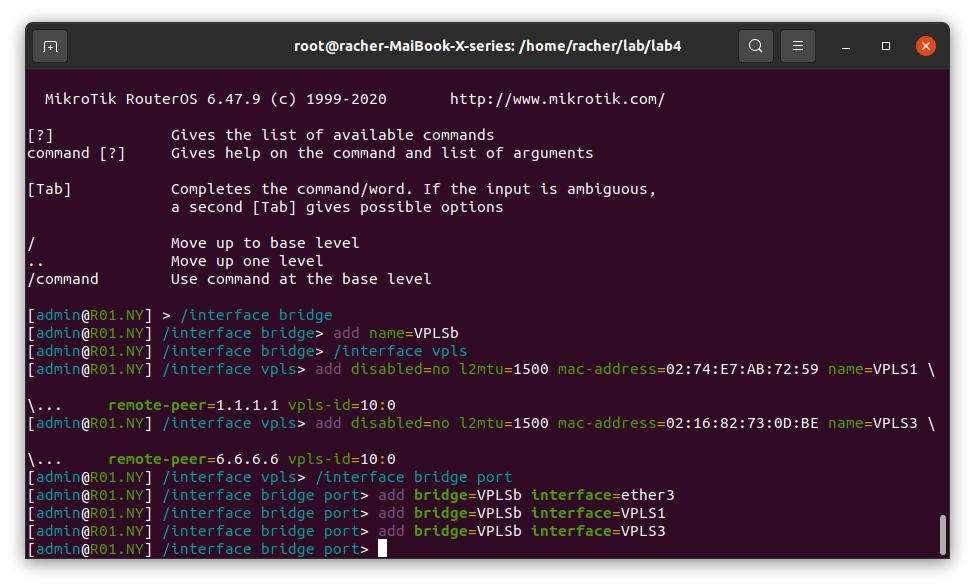 root@racher-MaiBook-X-series: /home/racher/lab/lab4
MikroTik RouterOS 6.47.9 (c) 1999-2020       http://www.mikrotik.com/
[?]             Gives the list of available commands
command [?]     Gives help on the command and list of arguments
[Tab]           Completes the command/word. If the input is ambiguous,
                a second [Tab] gives possible options
/               Move up to base level
..              Move up one level
/command        Use command at the base level
[admin@R01.NY] > /interface bridge
[admin@R01.NY] /interface bridge> add name=VPLSb
[admin@R01.NY] /interface bridge> /interface vpls
[admin@R01.NY] /interface vpls> add disabled=no l2mtu=1500 mac-address=02:74:E7:AB:72:59 name=VPLS1 \
\...     remote-peer=1.1.1.1 vpls-id=10:0
[admin@R01.NY] /interface vpls> add disabled=no l2mtu=1500 mac-address=02:16:82:73:0D:BE name=VPLS3 \
\...     remote-peer=6.6.6.6 vpls-id=10:0
[admin@R01.NY] /interface vpls> /interface bridge port
[admin@R01.NY] /interface bridge port> add bridge=VPLSb interface=ether3
[admin@R01.NY] /interface bridge port> add bridge=VPLSb interface=VPLS1
[admin@R01.NY] /interface bridge port> add bridge=VPLSb interface=VPLS3
[admin@R01.NY] /interface bridge port>